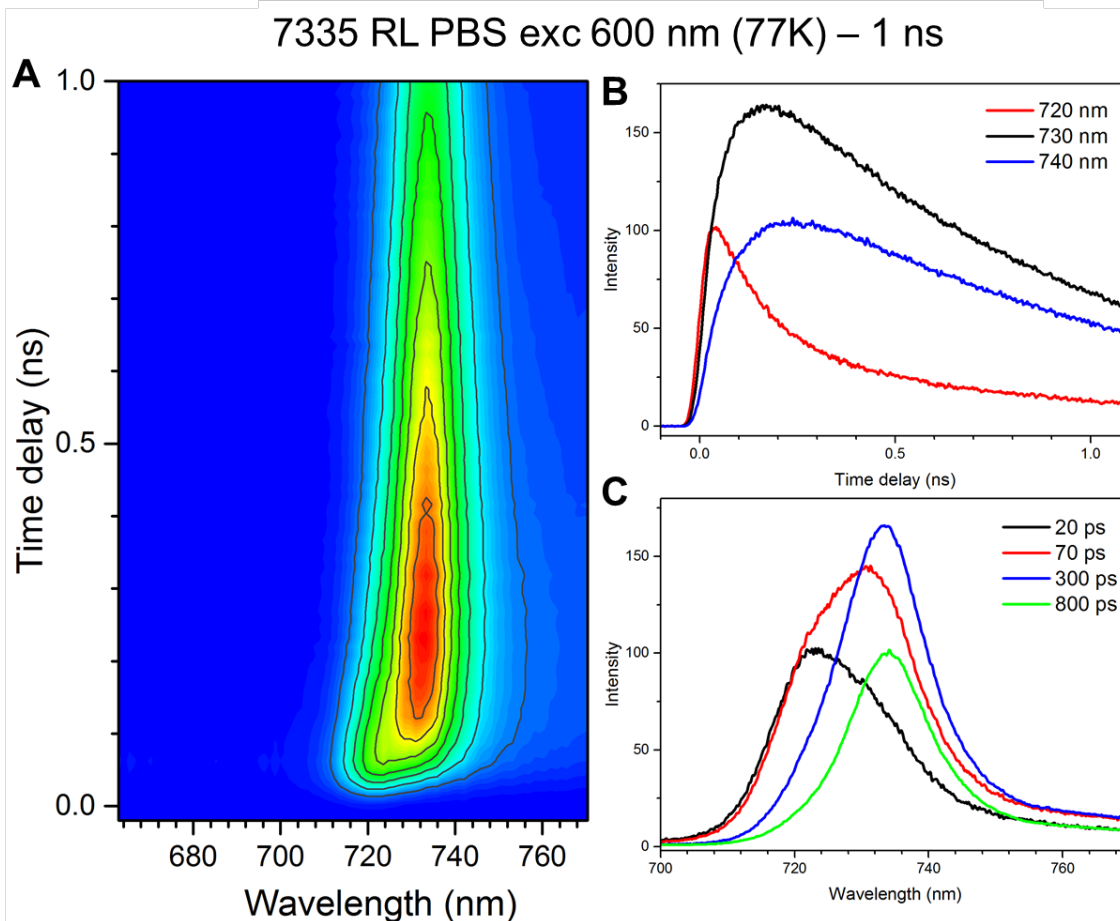 7335 RL PBS exc 600 nm (77K) – 1 ns
A
1.0
0.5
0.0
Time delay (ns)
680 700 720 740 760
Wavelength (nm)
B
720 nm
730 nm
740 nm
150
100
50
0
Intensity
0.0 0.5 1.0
Time delay (ns)
C
20 ps
70 ps
300 ps
800 ps
150
100
50
0
Intensity
700 720 740 760
Wavelength (nm)